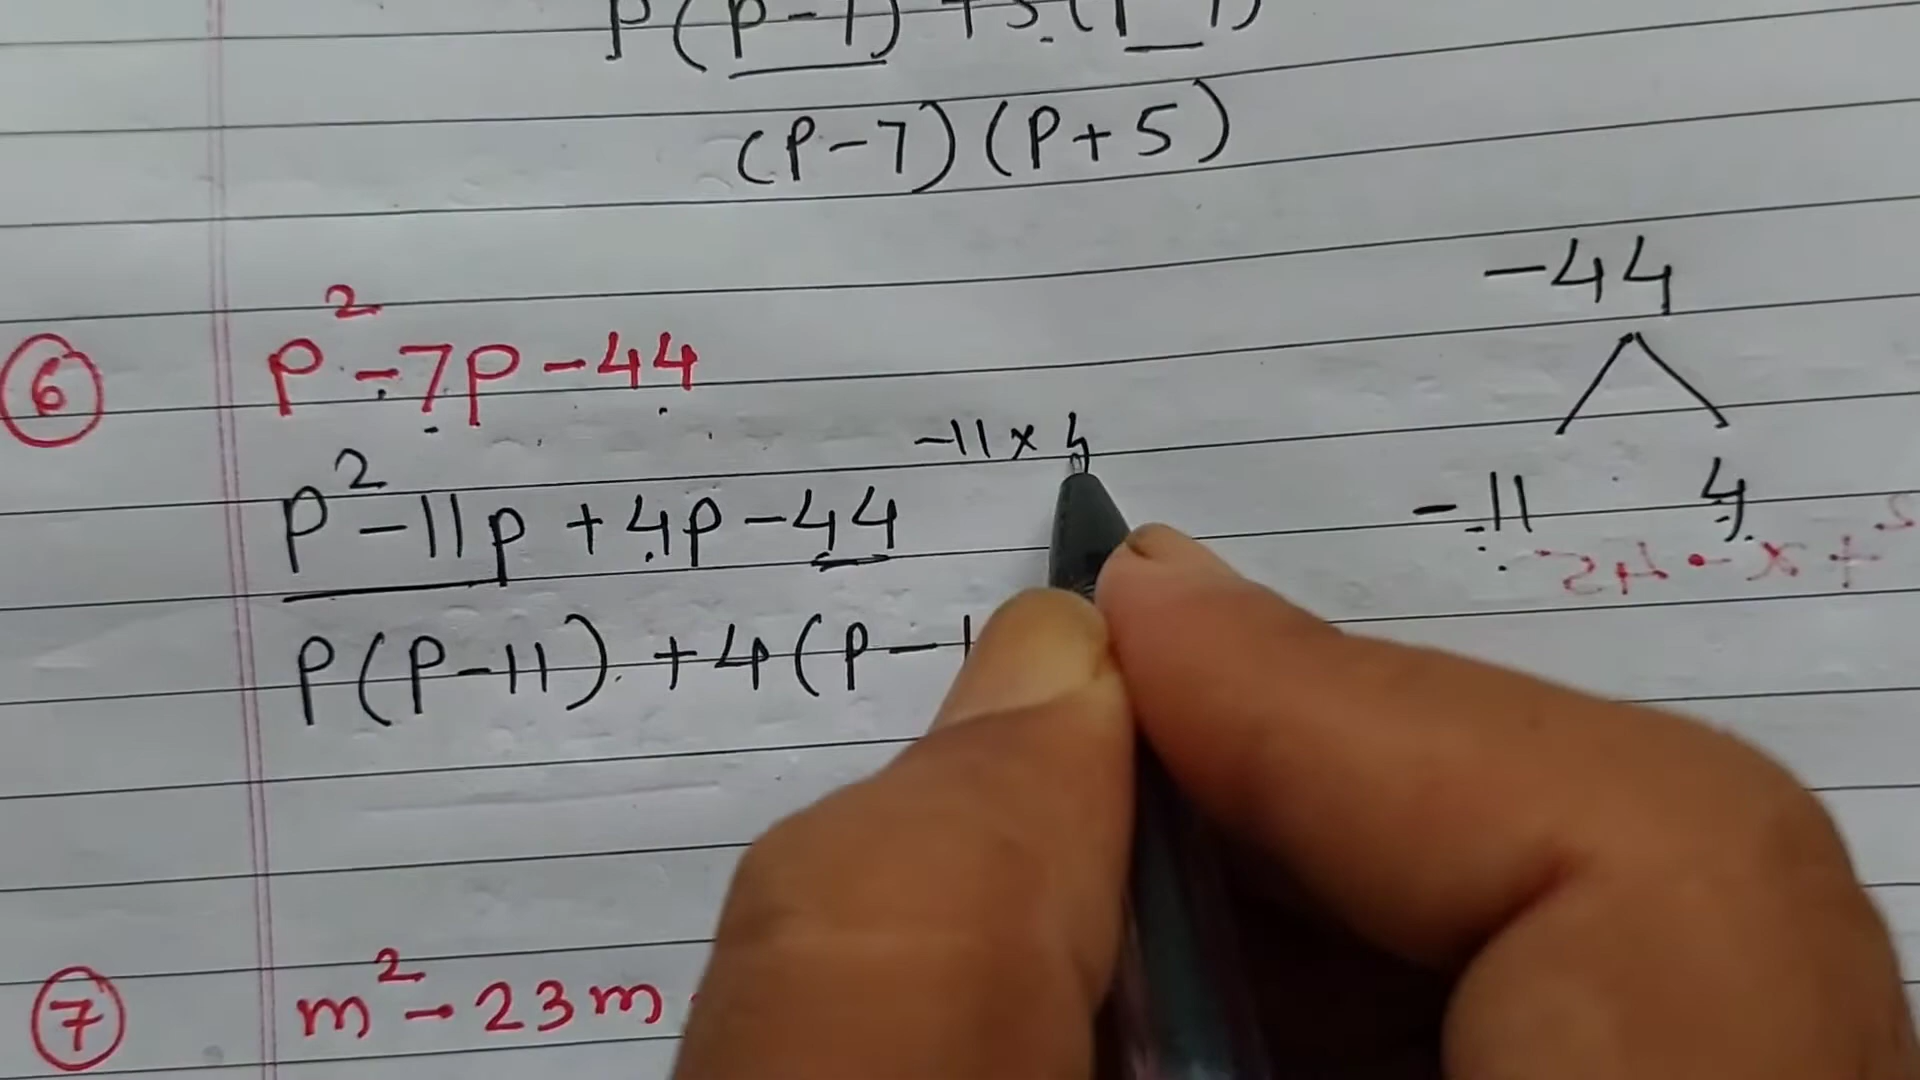 (P-7)(P+5)
-44
⑥ P²-7P-44
-11 × 4
-11 4
P²-11P+4P-44
P(P-11)+4(P-1
⑦ m²-23m